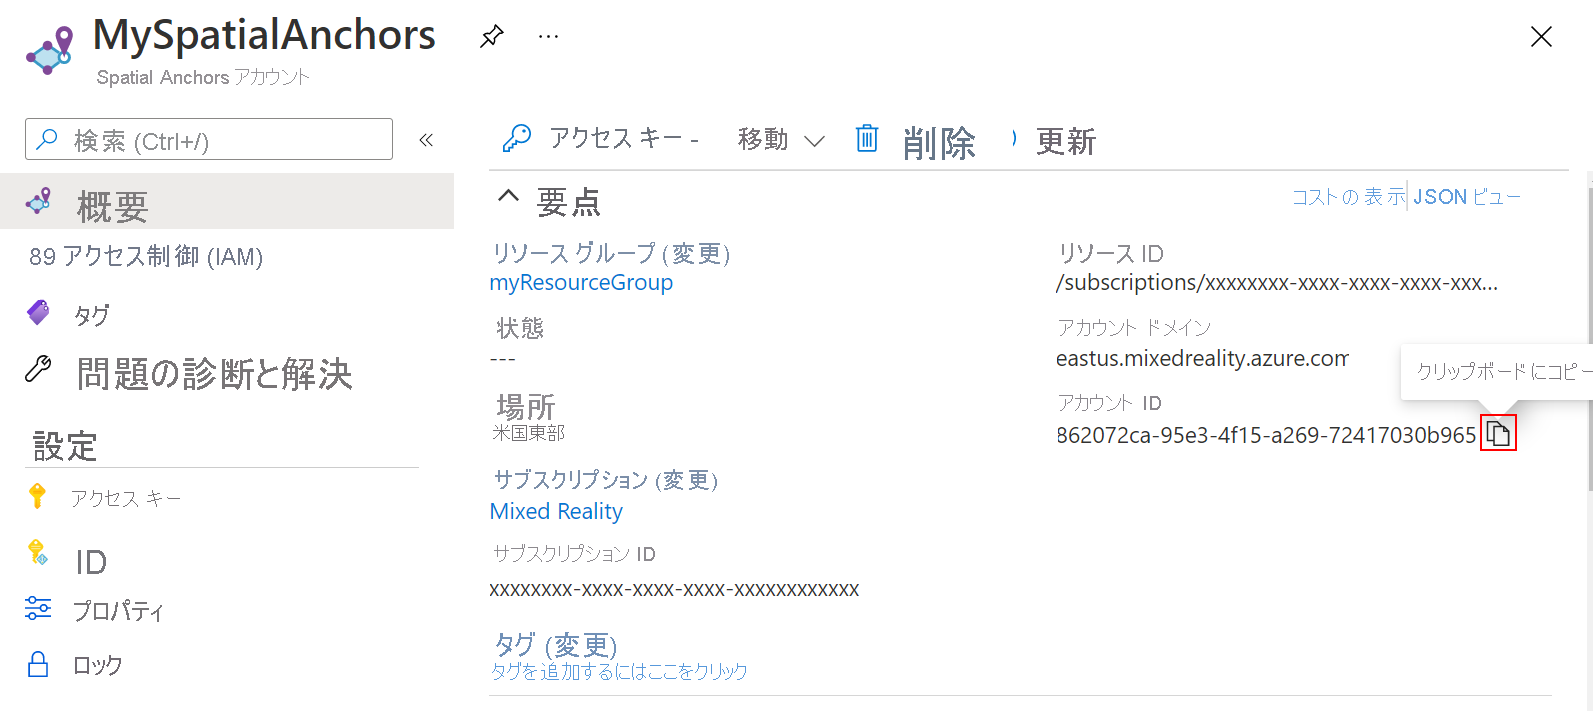 MySpatialAnchors
...
Spatial Anchors アカウント
検索 (Ctrl+/)
«
概要
89 アクセス制御 (IAM)
タグ
問題の診断と解決
設定
アクセス キー
ID
プロパティ
ロック
アクセス キー -
移動
削除
更新
要点
コストの 表示
JSON ビュー
リソース グループ (変更)
myResourceGroup
状態
---
場所
米国東部
サブスクリプション (変更)
Mixed Reality
サブスクリプション ID
xxxxxxxx-xxxx-xxxx-xxxx-xxxxxxxxxxxx
タグ (変更)
タグを追加するにはここをクリック
リソース ID
/subscriptions/xxxxxxxx-xxxx-xxxx-xxxx-xxx...
アカウント ドメイン
eastus.mixedreality.azure.com
クリップボードにコピー
アカウント ID
862072ca-95e3-4f15-a269-72417030b965